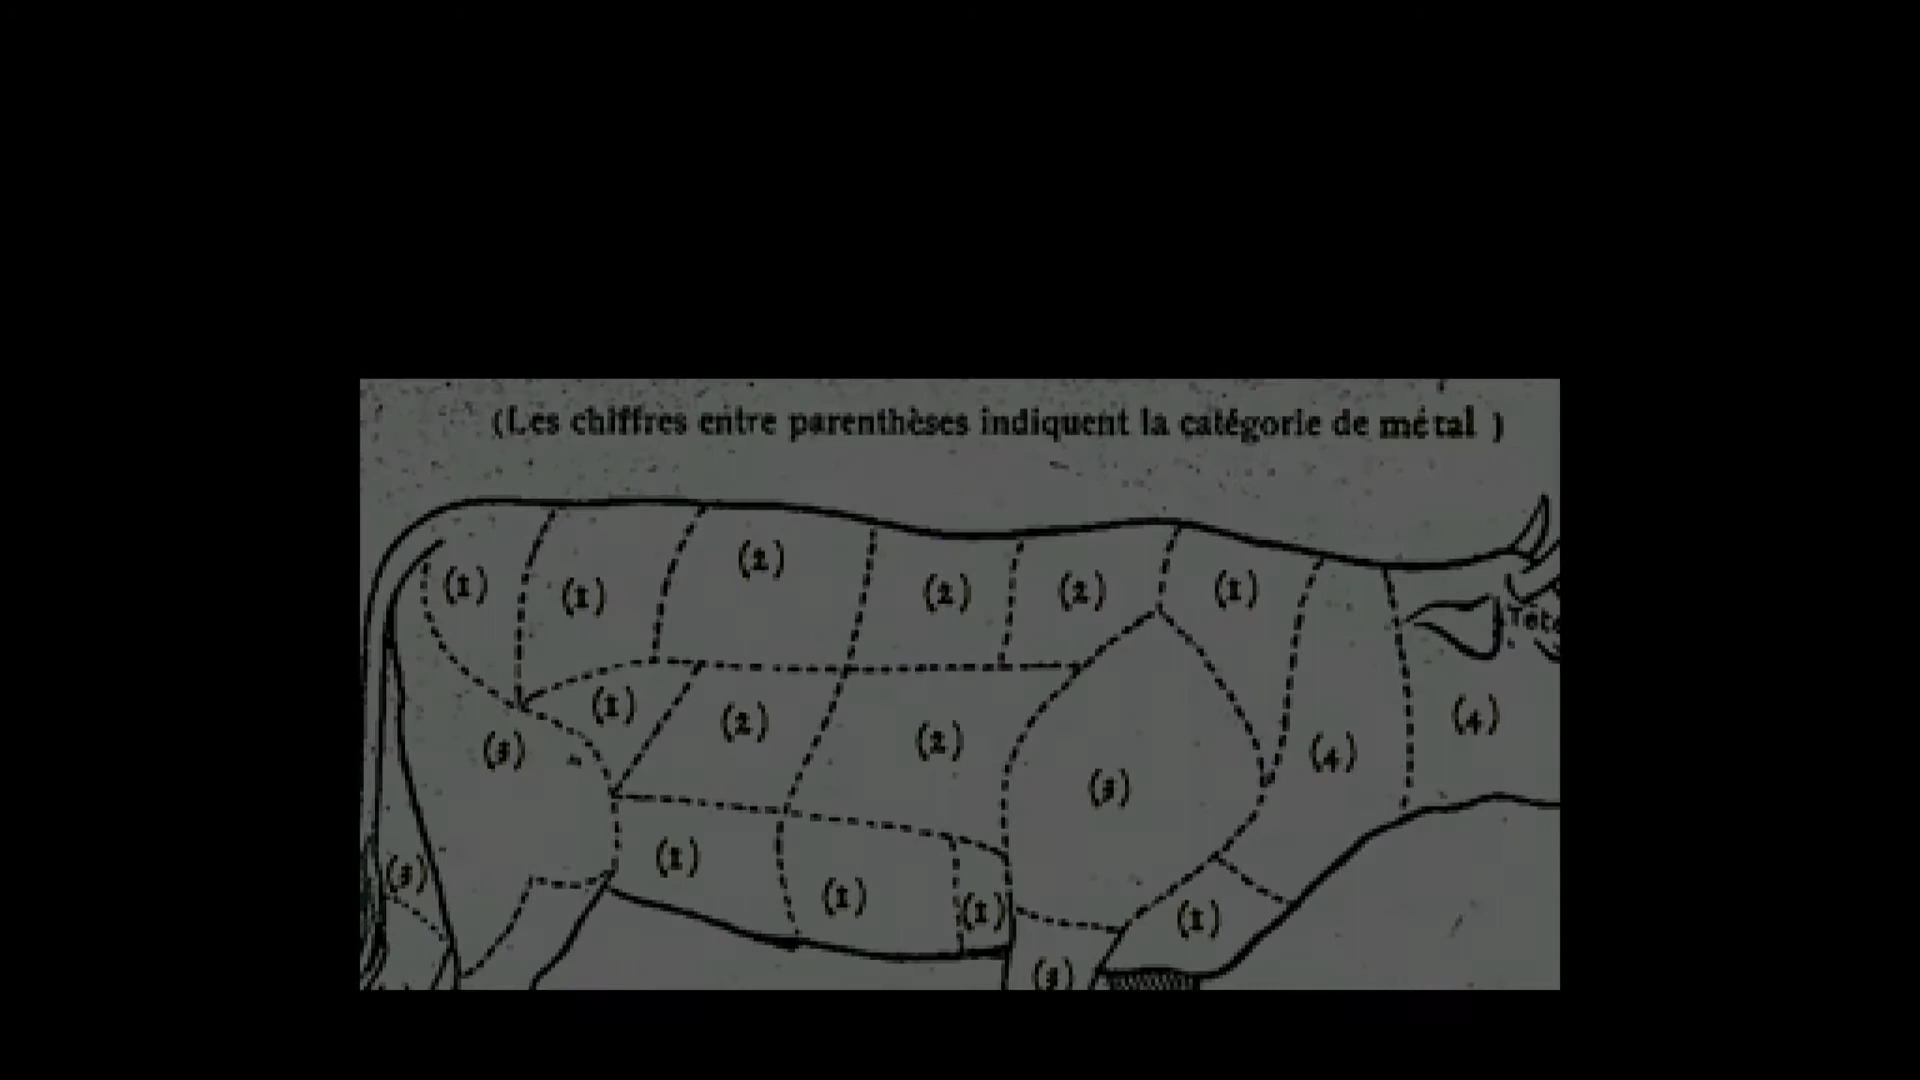 (Les chiffres entre parenthèses indiquent la catégorie de métal )
(1) (1) (2) (2) (2) (1)
Tête
(1) (2) (2) (4) (4)
(3) (3)
(1) (1) (1) (1)
(3) (3)